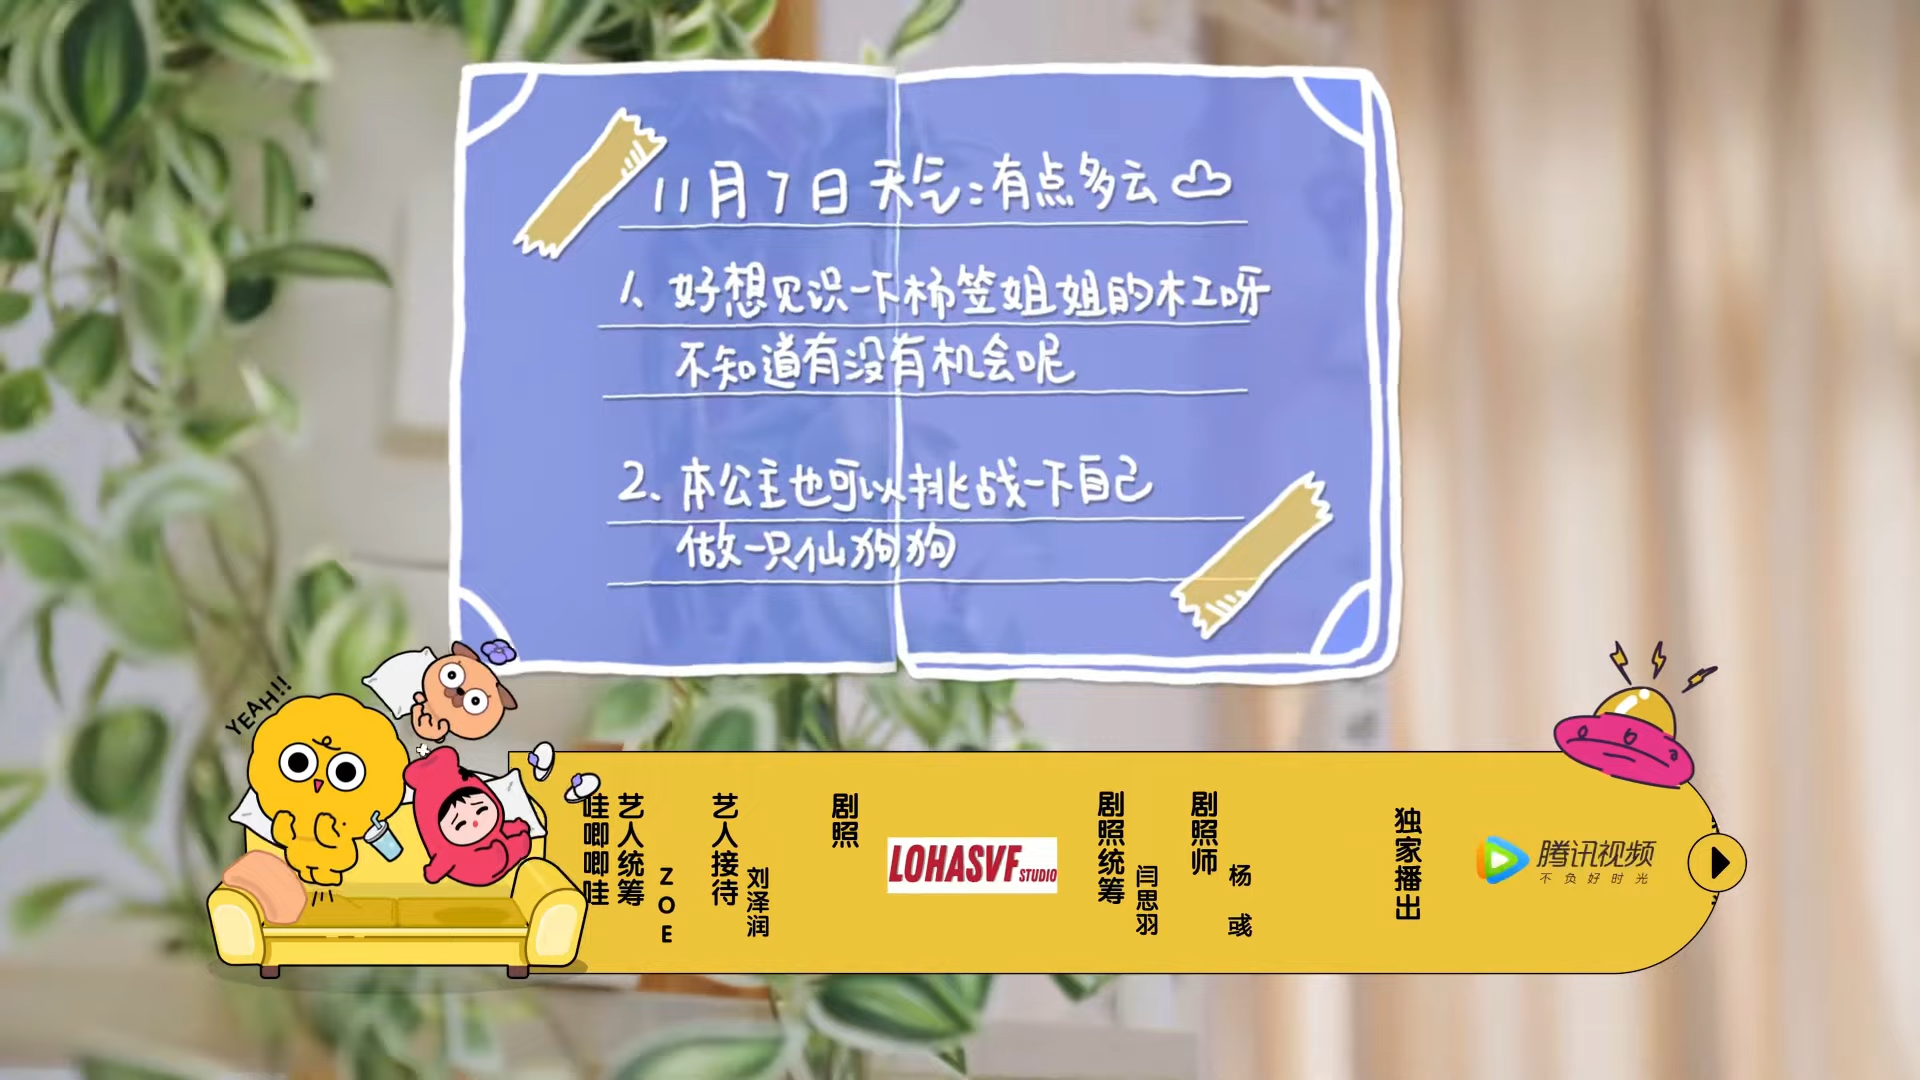 11月7日 天气:有点多云
1、好想见识一下杨笠姐姐的木工呀
不知道有没有机会呢
2、本公主也可以挑战一下自己
做一只仙狗狗
YEAH!!
哇唧唧哇
艺人统筹
ZOE
艺人接待
刘泽润
剧照
LOHASVF STUDIO
剧照统筹
闫思羽
剧照师
杨 彧
独家播出
腾讯视频
不负好时光